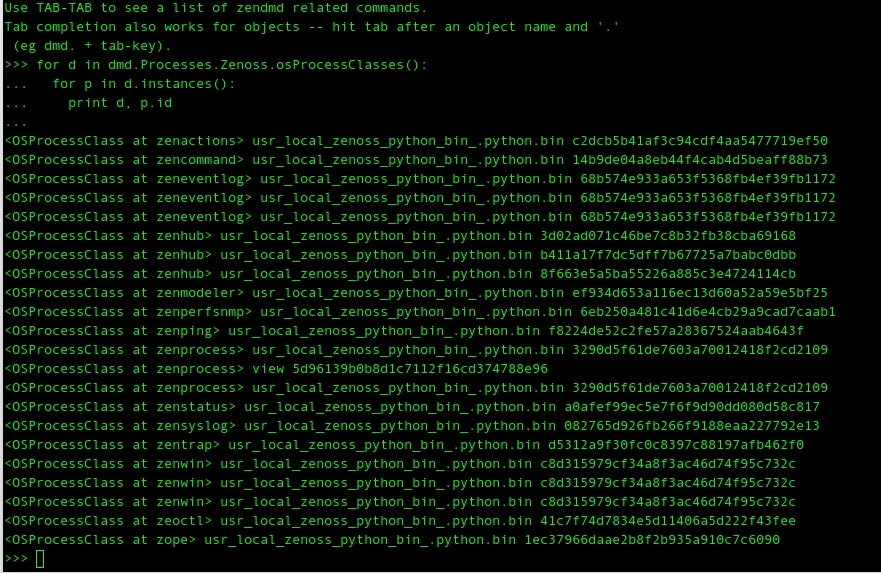 Use TAB-TAB to see a list of zendmd related commands.
Tab completion also works for objects -- hit tab after an object name and '.'
 (eg dmd. + tab-key).
>>> for d in dmd.Processes.Zenoss.osProcessClasses():
...   for p in d.instances():
...     print d, p.id
...
<OSProcessClass at zenactions> usr_local_zenoss_python_bin_.python.bin c2dcb5b41af3c94cdf4aa5477719ef50
<OSProcessClass at zencommand> usr_local_zenoss_python_bin_.python.bin 14b9de04a8eb44f4cab4d5beaff88b73
<OSProcessClass at zeneventlog> usr_local_zenoss_python_bin_.python.bin 68b574e933a653f5368fb4ef39fb1172
<OSProcessClass at zeneventlog> usr_local_zenoss_python_bin_.python.bin 68b574e933a653f5368fb4ef39fb1172
<OSProcessClass at zeneventlog> usr_local_zenoss_python_bin_.python.bin 68b574e933a653f5368fb4ef39fb1172
<OSProcessClass at zenhub> usr_local_zenoss_python_bin_.python.bin 3d02ad071c46be7c8b32fb38cba69168
<OSProcessClass at zenhub> usr_local_zenoss_python_bin_.python.bin b411a17f7dc5dff7b67725a7babc0dbb
<OSProcessClass at zenhub> usr_local_zenoss_python_bin_.python.bin 8f663e5a5ba55226a885c3e4724114cb
<OSProcessClass at zenmodeler> usr_local_zenoss_python_bin_.python.bin ef934d653a116ec13d60a52a59e5bf25
<OSProcessClass at zenperfsnmp> usr_local_zenoss_python_bin_.python.bin 6eb250a481c41d6e4cb29a9cad7caab1
<OSProcessClass at zenping> _local_zenoss_python_bin_.python.bin f8224de52c2fe57a28367524aab4643f
<OSProcessClass at zenprocess> usr_local_zenoss_python_bin_.python.bin 3290d5f61de7603a70012418f2cd2109
<OSProcessClass at zenprocess> view 5d96139b0b8d1c7112f16cd374788e96
<OSProcessClass at zenprocess> usr_local_zenoss_python_bin_.python.bin 3290d5f61de7603a70012418f2cd2109
<OSProcessClass at zenstatus> usr_local_zenoss_python_bin_.python.bin a0afef99ec5e7f6f9d90dd080d58c817
<OSProcessClass at zensyslog> usr_local_zenoss_python_bin_.python.bin 082765d926fb266f9188eaa227792e13
<OSProcessClass at zentrap> usr_local_zenoss_python_bin_.python.bin d5312a9f30fc0c8397c88197afb462f0
<OSProcessClass at zenwin> usr_local_zenoss_python_bin_.python.bin c8d315979cf34a8f3ac46d74f95c732c
<OSProcessClass at zenwin> usr_local_zenoss_python_bin_.python.bin c8d315979cf34a8f3ac46d74f95c732c
<OSProcessClass at zenwin> usr_local_zenoss_python_bin_.python.bin c8d315979cf34a8f3ac46d74f95c732c
<OSProcessClass at zeoctl> usr_local_zenoss_python_bin_.python.bin 41c7f74d7834e5d11406a5d222f43fee
<OSProcessClass at zope> usr_local_zenoss_python_bin_.python.bin 1ec37966daae2b8f2b935a910c7c6090
>>>